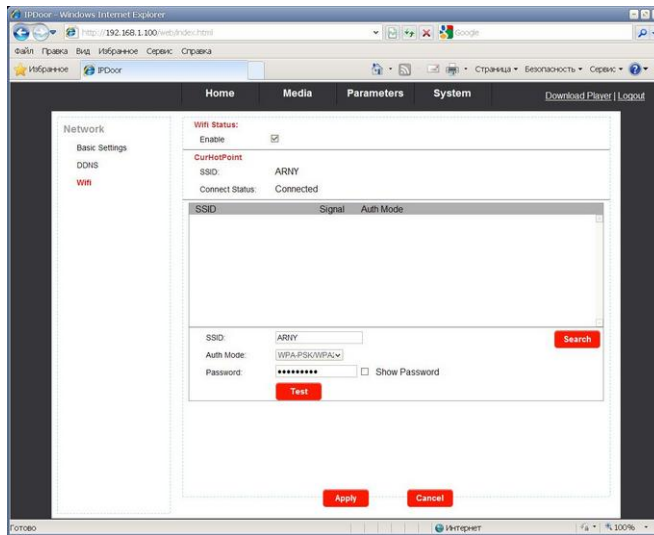 IPDoor - Windows Internet Explorer
http://192.168.1.100/web/index.html
Google
Файл Правка Вид Избранное Сервис Справка
Избранное IPDoor Страница Безопасность Сервис
Home Media Parameters System Download Player | Logout
Network
Basic Settings
DDNS
Wifi
Wifi Status:
Enable
CurHotPoint
SSID: ARNY
Connect Status: Connected
SSID Signal Auth Mode
SSID: ARNY Search
Auth Mode: WPA-PSK/WPA2
Password: ••••••••• Show Password
Test
Apply Cancel
Готово Интернет 100%